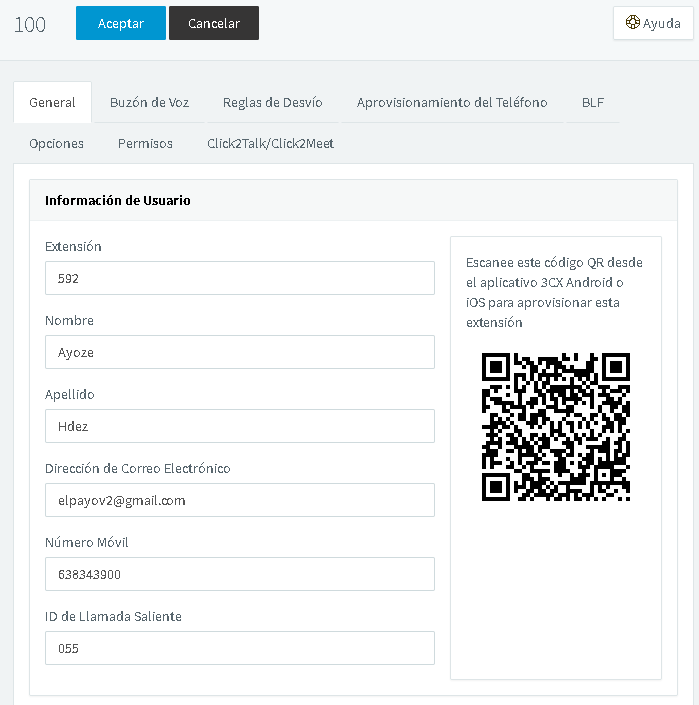 100 Aceptar Cancelar Ayuda
General Buzón de Voz Reglas de Desvío Aprovisionamiento del Teléfono BLF
Opciones Permisos Click2Talk/Click2Meet
Información de Usuario
Extensión
592
Nombre
Ayoze
Apellido
Hdez
Dirección de Correo Electrónico
elpayov2@gmail.com
Número Móvil
638343900
ID de Llamada Saliente
055
Escanee este código QR desde
el aplicativo 3CX Android o
iOS para aprovisionar esta
extensión